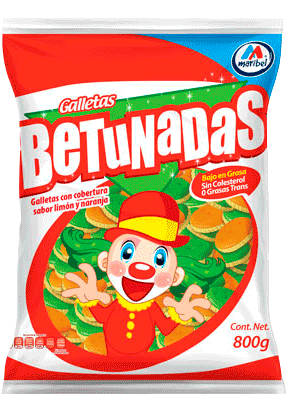 maribel
Galletas
BETUNADAS
Galletas con cobertura
sabor limón y naranja
Bajo en Grasa
Sin Colesterol
0 Grasas Trans
Cont. Net.
800g